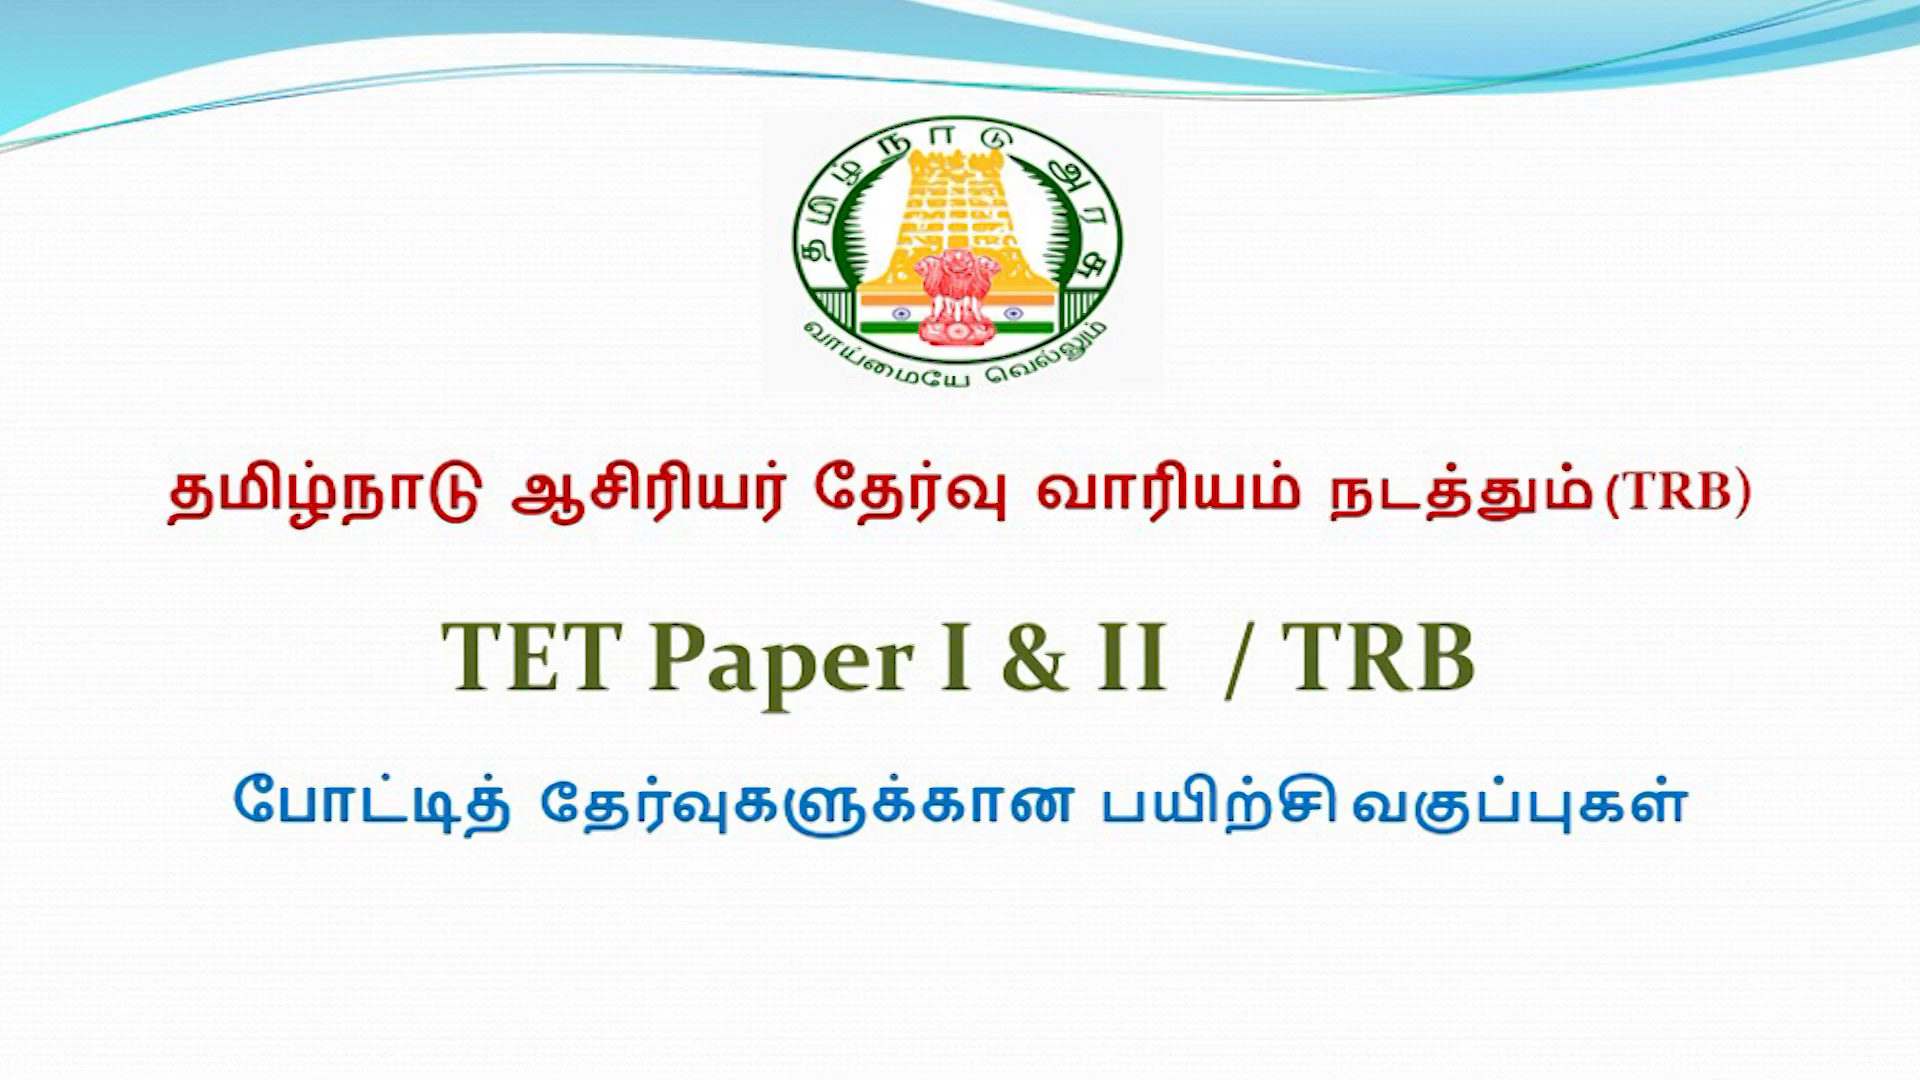 தமிழ்நாடு அரசு
வாய்மையே வெல்லும்
தமிழ்நாடு ஆசிரியர் தேர்வு வாரியம் நடத்தும் (TRB)
TET Paper I & II / TRB
போட்டித் தேர்வுகளுக்கான பயிற்சி வகுப்புகள்